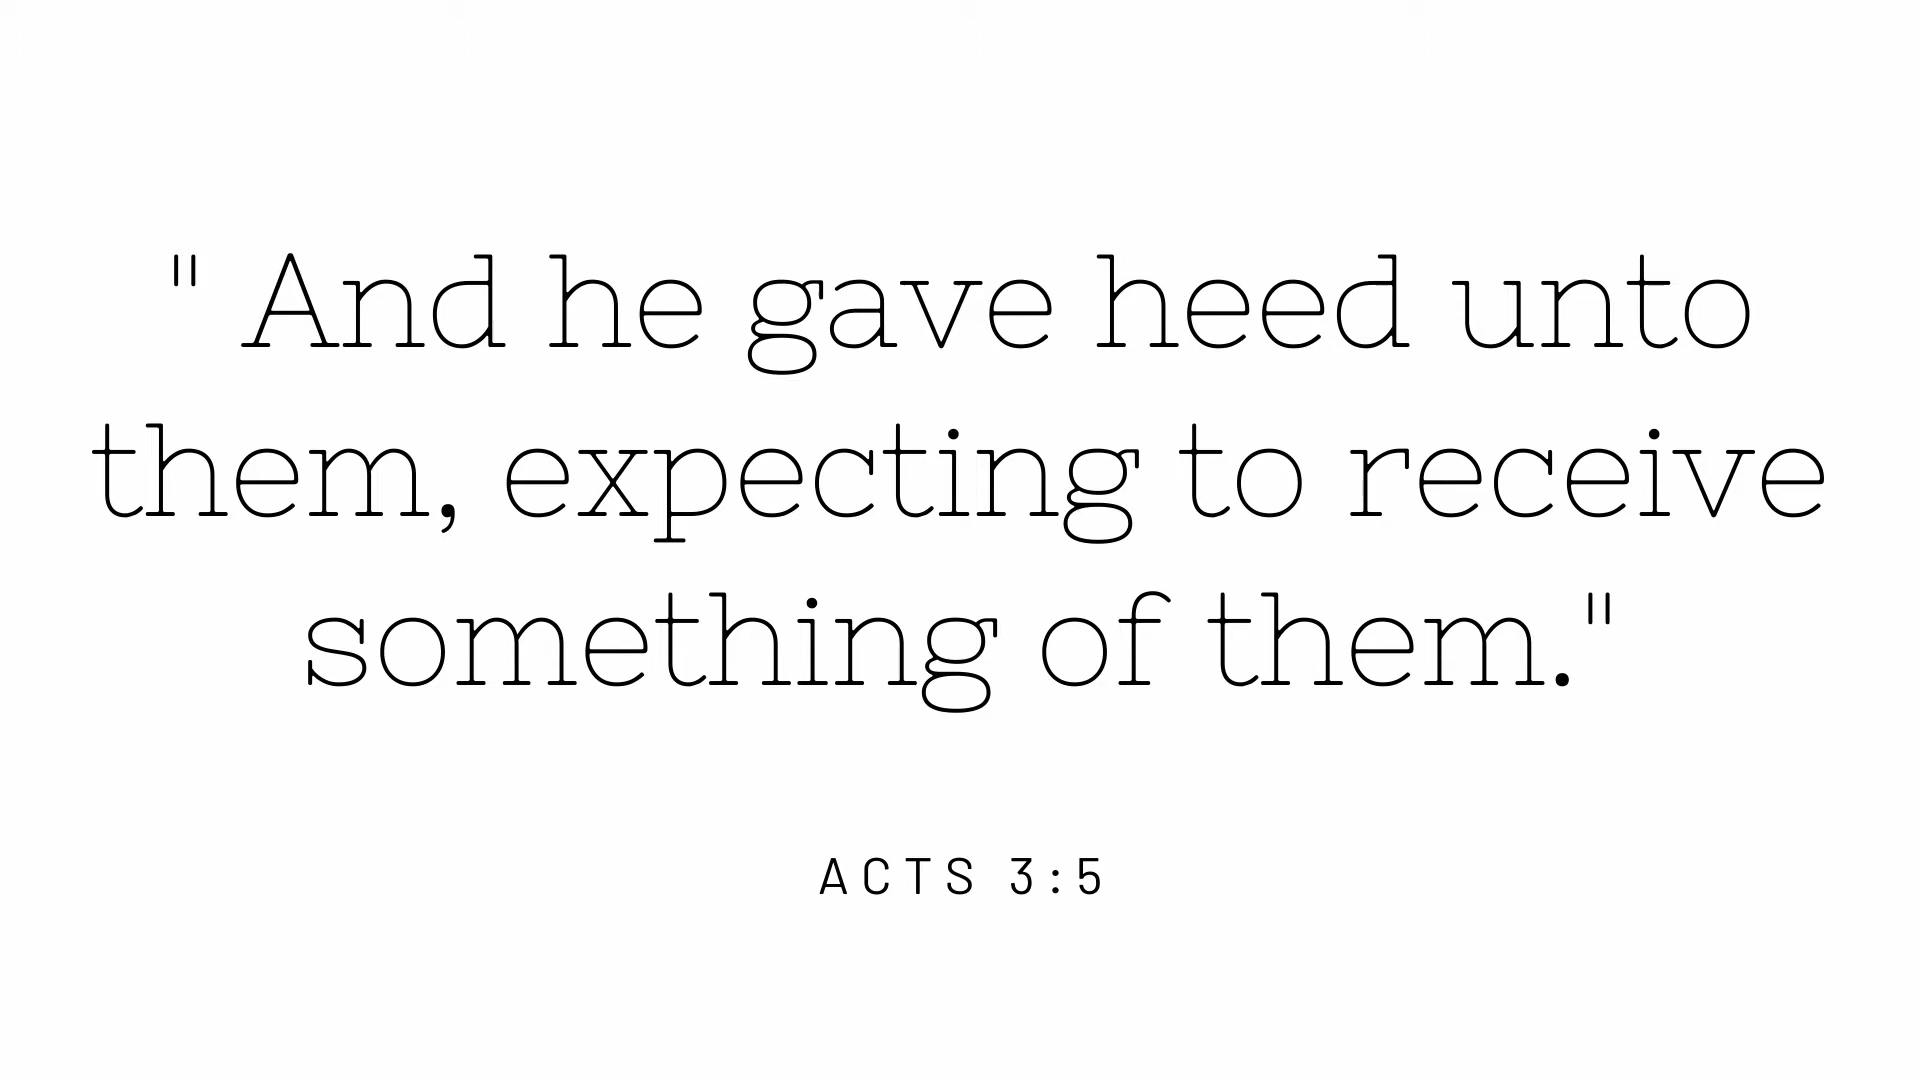 " And he gave heed unto
them, expecting to receive
something of them."
ACTS 3:5